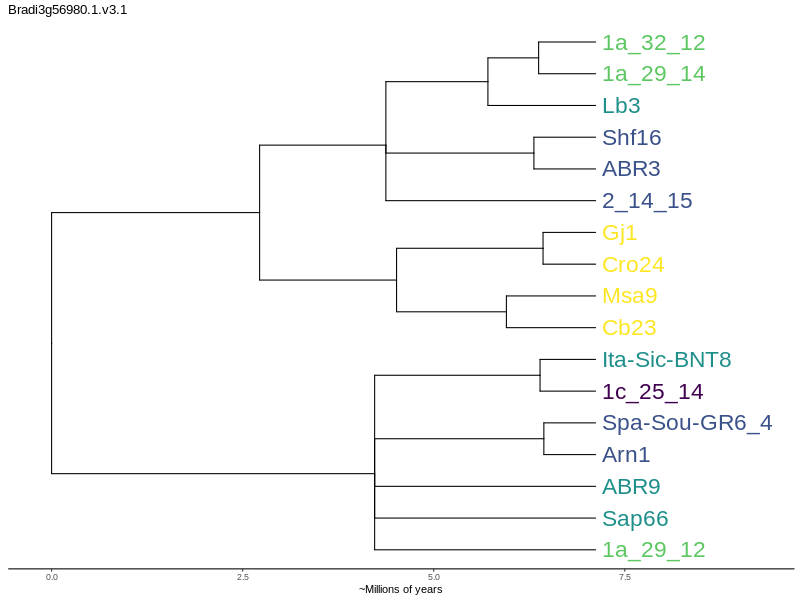 Bradi3g56980.1.v3.1
1a_32_12
1a_29_14
Lb3
Shf16
ABR3
2_14_15
Gj1
Cro24
Msa9
Cb23
Ita-Sic-BNT8
1c_25_14
Spa-Sou-GR6_4
Arn1
ABR9
Sap66
1a_29_12
0.0 2.5 5.0 7.5
~Millions of years